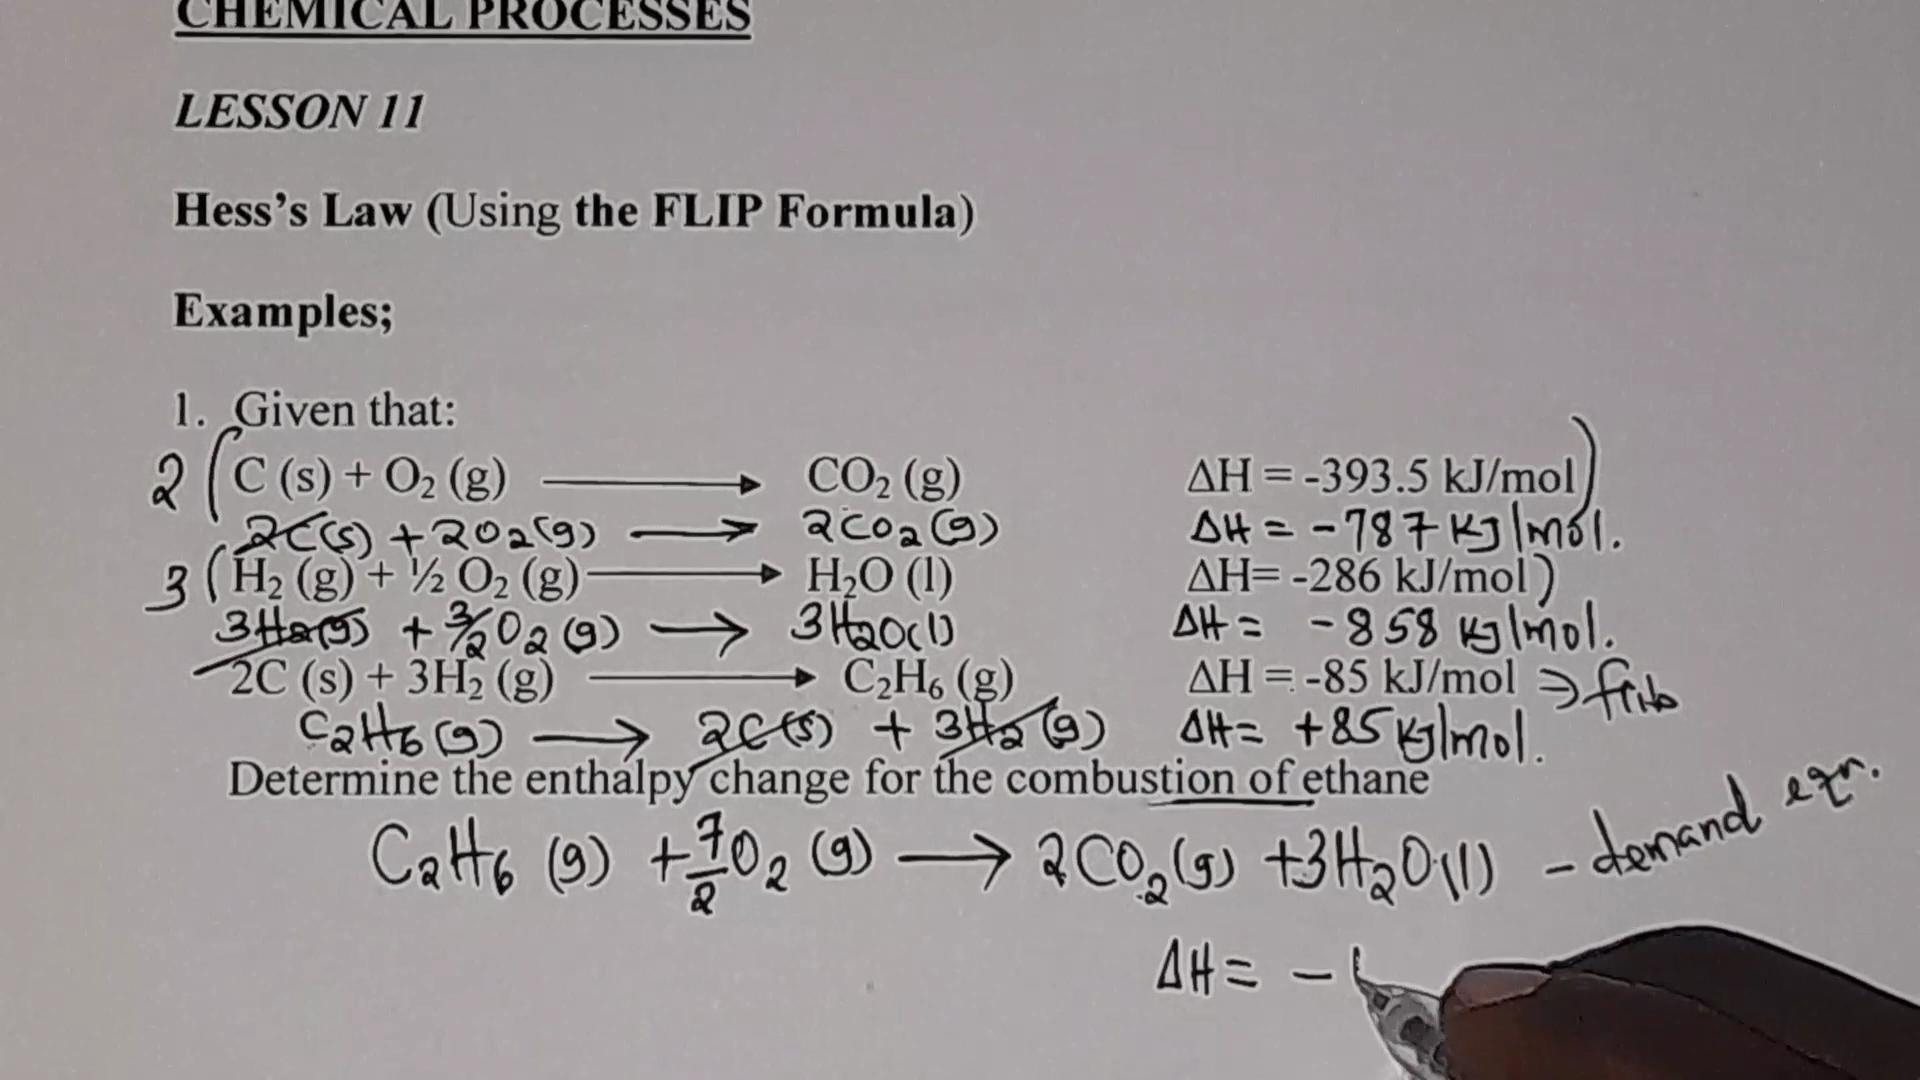 CHEMICAL PROCESSES
LESSON 11
Hess’s Law (Using the FLIP Formula)
Examples;
1. Given that:
2 ( C (s) + O₂ (g) ⟶ CO₂ (g) ΔH = -393.5 kJ/mol )
2C(s) + 2O₂(g) ⟶ 2CO₂(g) ΔH = -787 KJ/mol.
3 ( H₂ (g) + ½ O₂ (g) ⟶ H₂O (l) ΔH= -286 kJ/mol )
3H₂(g) + 3/2 O₂(g) ⟶ 3H₂O(l) ΔH = -858 KJ/mol.
2C (s) + 3H₂ (g) ⟶ C₂H₆ (g) ΔH = -85 kJ/mol ⇒
C₂H₆(g) ⟶ 2C(s) + 3H₂(g) ΔH = +85 KJ/mol.
Determine the enthalpy change for the combustion of ethane
C₂H₆ (g) + 7/2 O₂ (g) ⟶ 2CO₂(g) + 3H₂O(l) - demand eqn.
ΔH = -